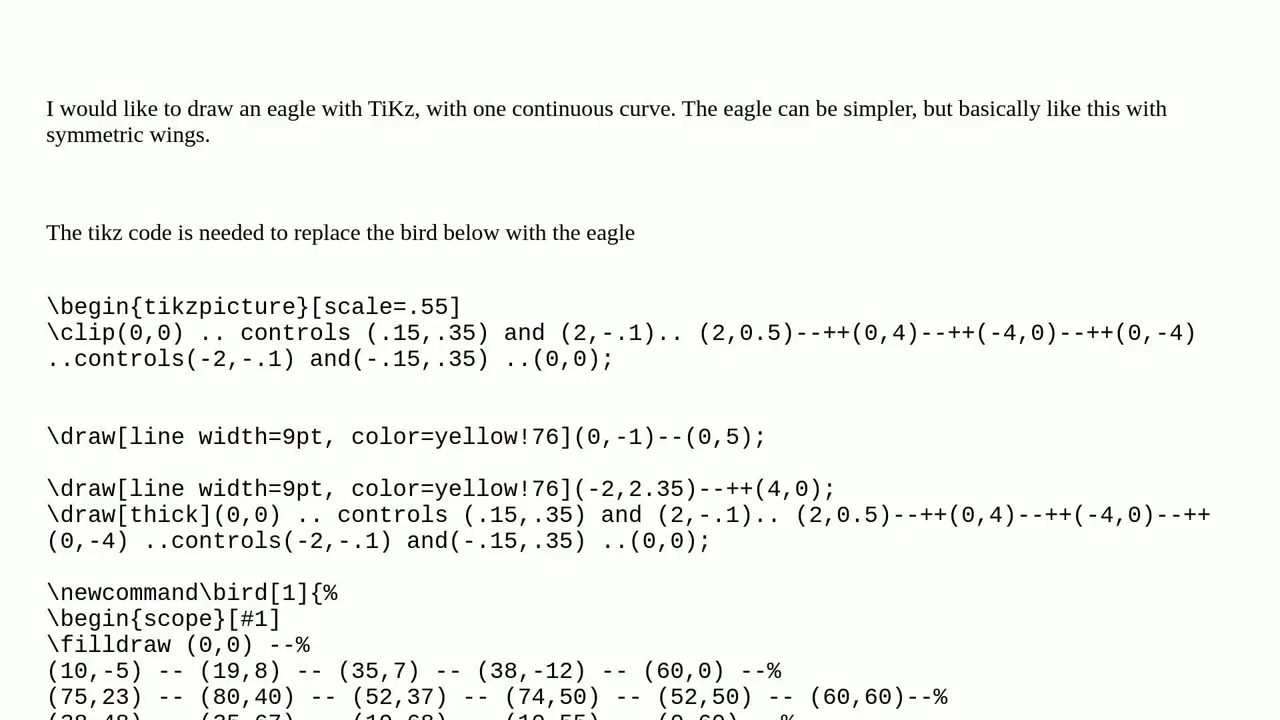 I would like to draw an eagle with TiKz, with one continuous curve. The eagle can be simpler, but basically like this with
symmetric wings.
The tikz code is needed to replace the bird below with the eagle
\begin{tikzpicture}[scale=.55]
\clip(0,0) .. controls (.15,.35) and (2,-.1).. (2,0.5)--++(0,4)--++(-4,0)--++(0,-4)
..controls(-2,-.1) and(-.15,.35) ..(0,0);
\draw[line width=9pt, color=yellow!76](0,-1)--(0,5);
\draw[line width=9pt, color=yellow!76](-2,2.35)--++(4,0);
\draw[thick](0,0) .. controls (.15,.35) and (2,-.1).. (2,0.5)--++(0,4)--++(-4,0)--++
(0,-4) ..controls(-2,-.1) and(-.15,.35) ..(0,0);
\newcommand\bird[1]{%
\begin{scope}[#1]
\filldraw (0,0) --%
(10,-5) -- (19,8) -- (35,7) -- (38,-12) -- (60,0) --%
(75,23) -- (80,40) -- (52,37) -- (74,50) -- (52,50) -- (60,60)--%